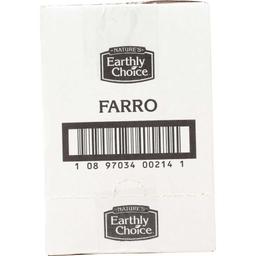 NATURE'S
Earthly
Choice
FARRO
1 08 97034 00214 1
NATURE'S
Earthly
Choice